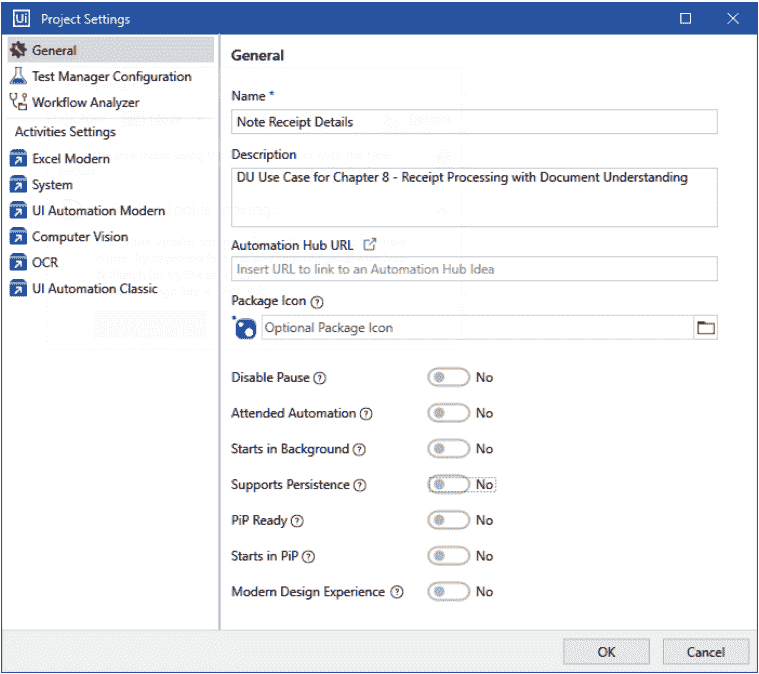 Ui Project Settings
General
Test Manager Configuration
Workflow Analyzer
Activities Settings
Excel Modern
System
UI Automation Modern
Computer Vision
OCR
UI Automation Classic
General
Name *
Note Receipt Details
Description
DU Use Case for Chapter 8 - Receipt Processing with Document Understanding
Automation Hub URL
Insert URL to link to an Automation Hub Idea
Package Icon ?
Optional Package Icon
Disable Pause ? No
Attended Automation ? No
Starts in Background ? No
Supports Persistence ? No
PiP Ready ? No
Starts in PiP ? No
Modern Design Experience ? No
OK Cancel